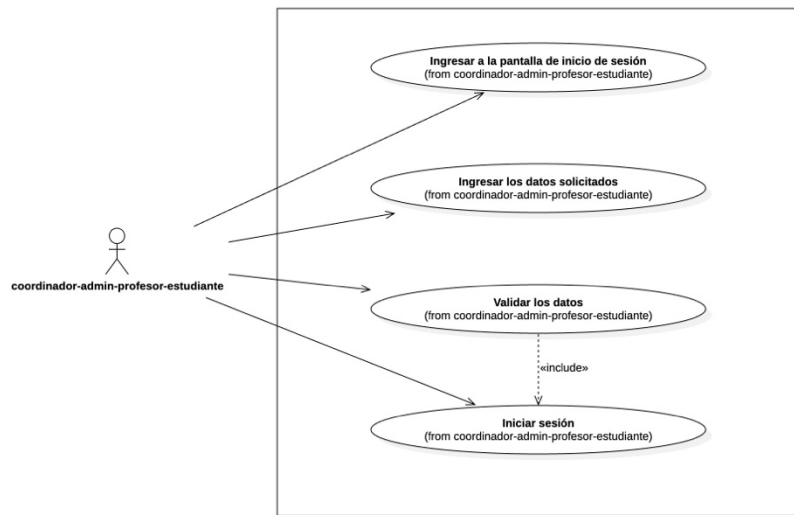 Ingresar a la pantalla de inicio de sesión
(from coordinador-admin-profesor-estudiante)
Ingresar los datos solicitados
(from coordinador-admin-profesor-estudiante)
coordinador-admin-profesor-estudiante
Validar los datos
(from coordinador-admin-profesor-estudiante)
«include»
Iniciar sesión
(from coordinador-admin-profesor-estudiante)